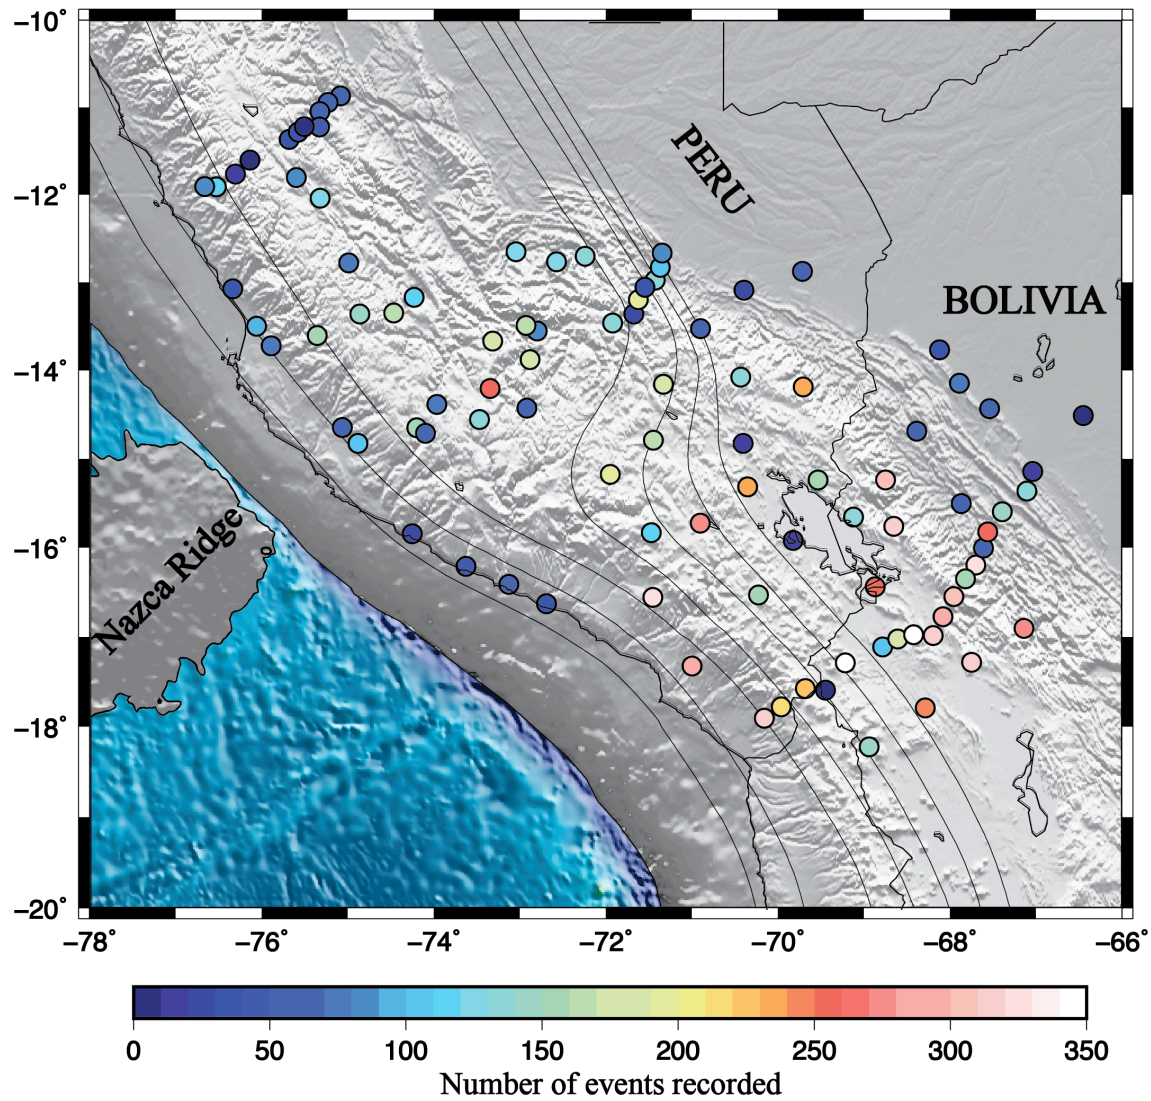 −10˚
−12˚
−14˚
−16˚
−18˚
−20˚
PERU
BOLIVIA
Nazca Ridge
−78˚ −76˚ −74˚ −72˚ −70˚ −68˚ −66˚
0 50 100 150 200 250 300 350
Number of events recorded